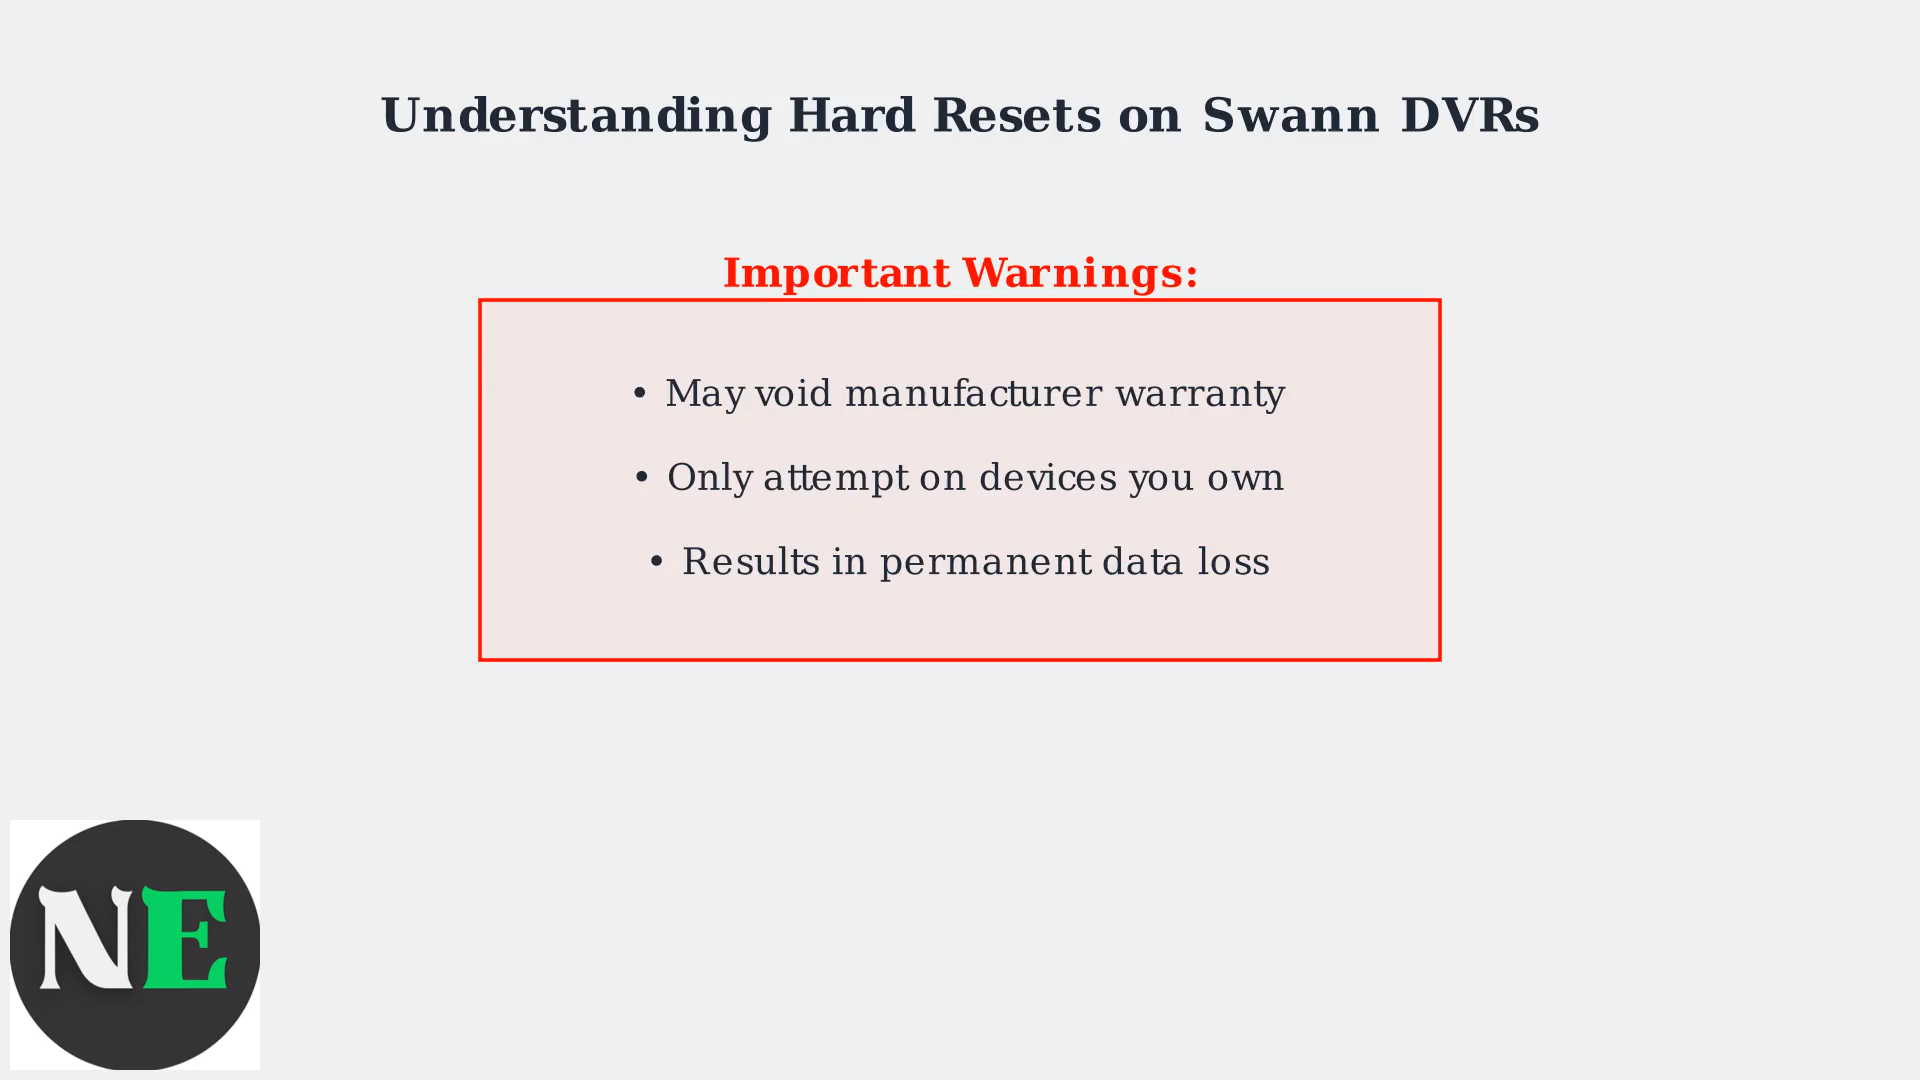 Understanding Hard Resets on Swann DVRs
Important Warnings:
• May void manufacturer warranty
• Only attempt on devices you own
• Results in permanent data loss
NE